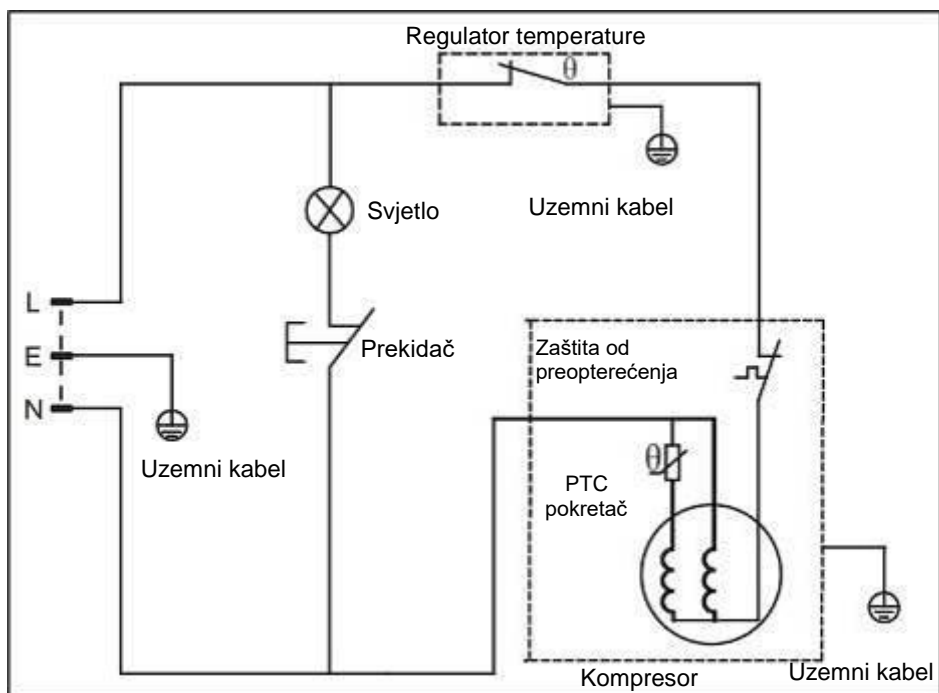 Regulator temperature
θ
Uzemni kabel
Svjetlo
L
Prekidač
Zaštita od
preopterećenja
E
N
Uzemni kabel
θ
PTC
pokretač
Kompresor
Uzemni kabel